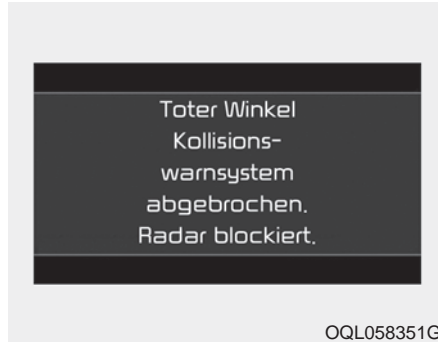 Toter Winkel
Kollisions-
warnsystem
abgebrochen.
Radar blockiert.
OQL058351G